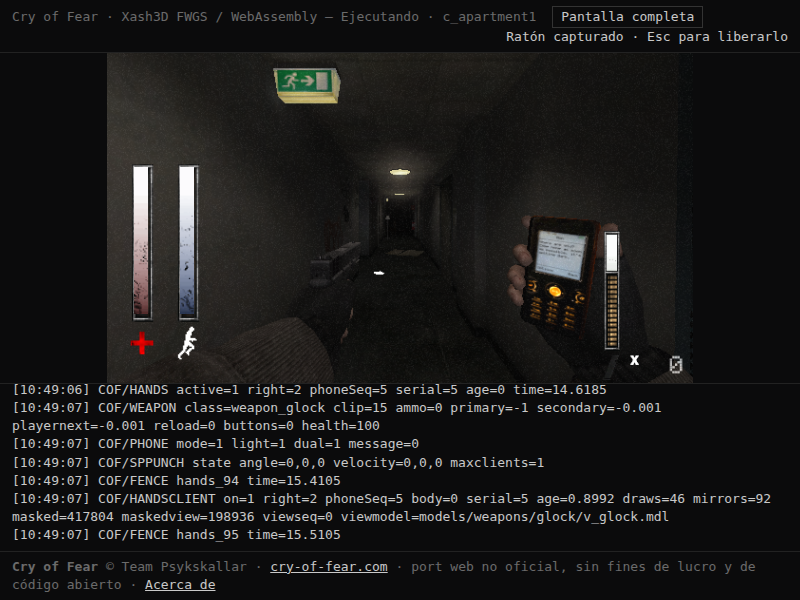 Cry of Fear · Xash3D FWGS / WebAssembly — Ejecutando · c_apartment1
Pantalla completa
Ratón capturado · Esc para liberarlo
x
0
[10:49:06] COF/HANDS active=1 right=2 phoneSeq=5 serial=5 age=0 time=14.6185
[10:49:07] COF/WEAPON class=weapon_glock clip=15 ammo=0 primary=-1 secondary=-0.001
playernext=-0.001 reload=0 buttons=0 health=100
[10:49:07] COF/PHONE mode=1 light=1 dual=1 message=0
[10:49:07] COF/SPPUNCH state angle=0,0,0 velocity=0,0,0 maxclients=1
[10:49:07] COF/FENCE hands_94 time=15.4105
[10:49:07] COF/HANDSCLIENT on=1 right=2 phoneSeq=5 body=0 serial=5 age=0.8992 draws=46 mirrors=92
masked=417804 maskedview=198936 viewseq=0 viewmodel=models/weapons/glock/v_glock.mdl
[10:49:07] COF/FENCE hands_95 time=15.5105
Cry of Fear © Team Psykskallar · cry-of-fear.com · port web no oficial, sin fines de lucro y de
código abierto · Acerca de